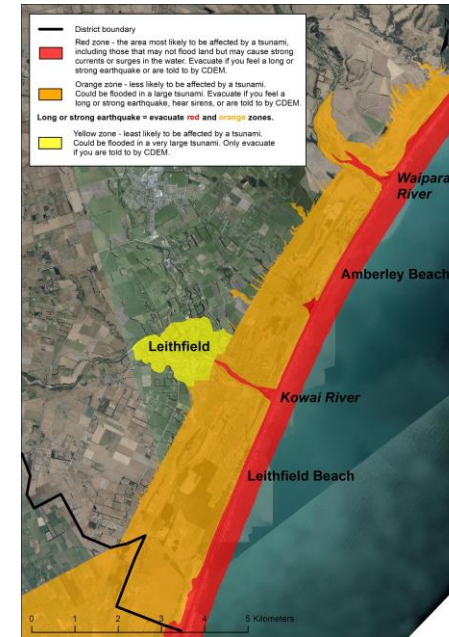 District boundary
Red zone - the area most likely to be affected by a tsunami,
including those that may not flood land but may cause strong
currents or surges in the water. Evacuate if you feel a long or
strong earthquake or are told to by CDEM.
Orange zone - less likely to be affected by a tsunami.
Could be flooded in a large tsunami. Evacuate if you feel a
long or strong earthquake, hear sirens, or are told to by CDEM.
Long or strong earthquake = evacuate red and orange zones.
Yellow zone - least likely to be affected by a tsunami.
Could be flooded in a very large tsunami. Only evacuate
if you are told to by CDEM.
Waipara
River
Amberley Beach
Leithfield
Kowai River
Leithfield Beach
0 1 2 3 4 5 Kilometers